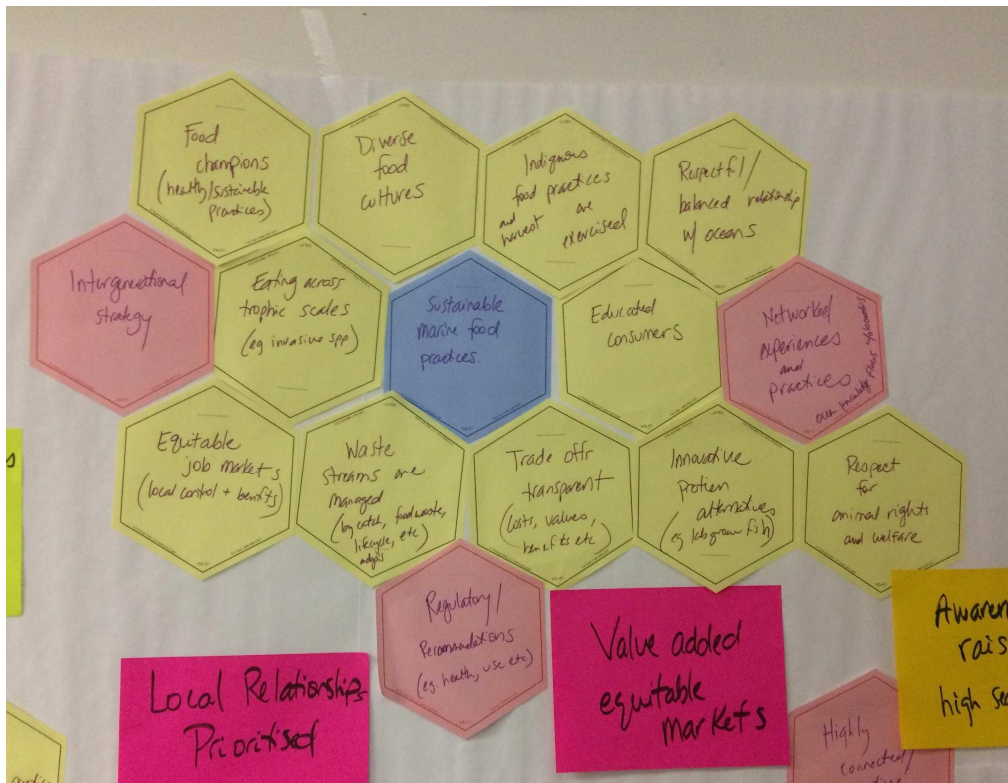 Food
champions
(health/sustainable
practices)
Diverse
food
cultures
Indigenous
food practices
and harvest are
exercised
Respectful/
balanced relationship
w/ oceans
Intergenerational
strategy
Eating across
trophic scales
(eg invasive spp)
Sustainable
marine food
practices
Educated
consumers
Networked
experiences
and
practices
Equitable
job markets
(local control + benefits)
Waste
streams are
managed
(by catch, food waste,
lifecycle, etc
Trade offs
transparent
(costs, values,
benefits etc
Innovative
protien
alternatives
(eg lab grow fish)
Respect
for
animal rights
and welfare
Regulatory/
Recommendations
(eg. health, use etc)
Local Relationships
Prioritised
Value added
equitable
markets
Awaren
rais
high sea
Highly
connected/